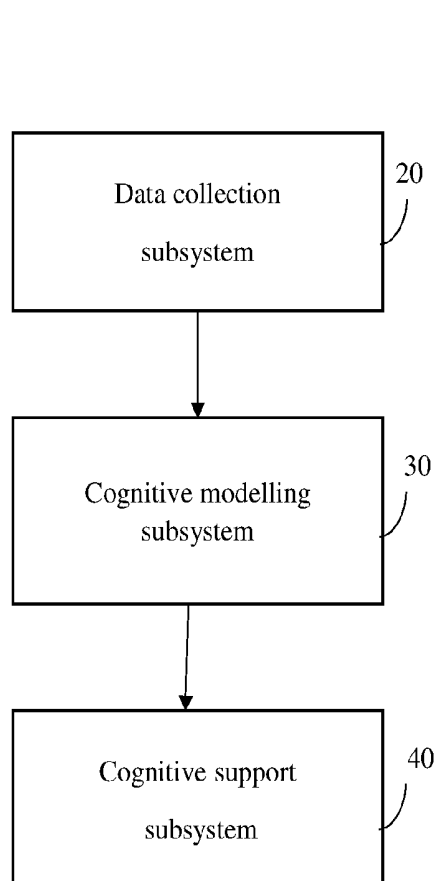 Data collection
subsystem
20
Cognitive modelling
subsystem
30
Cognitive support
subsystem
40